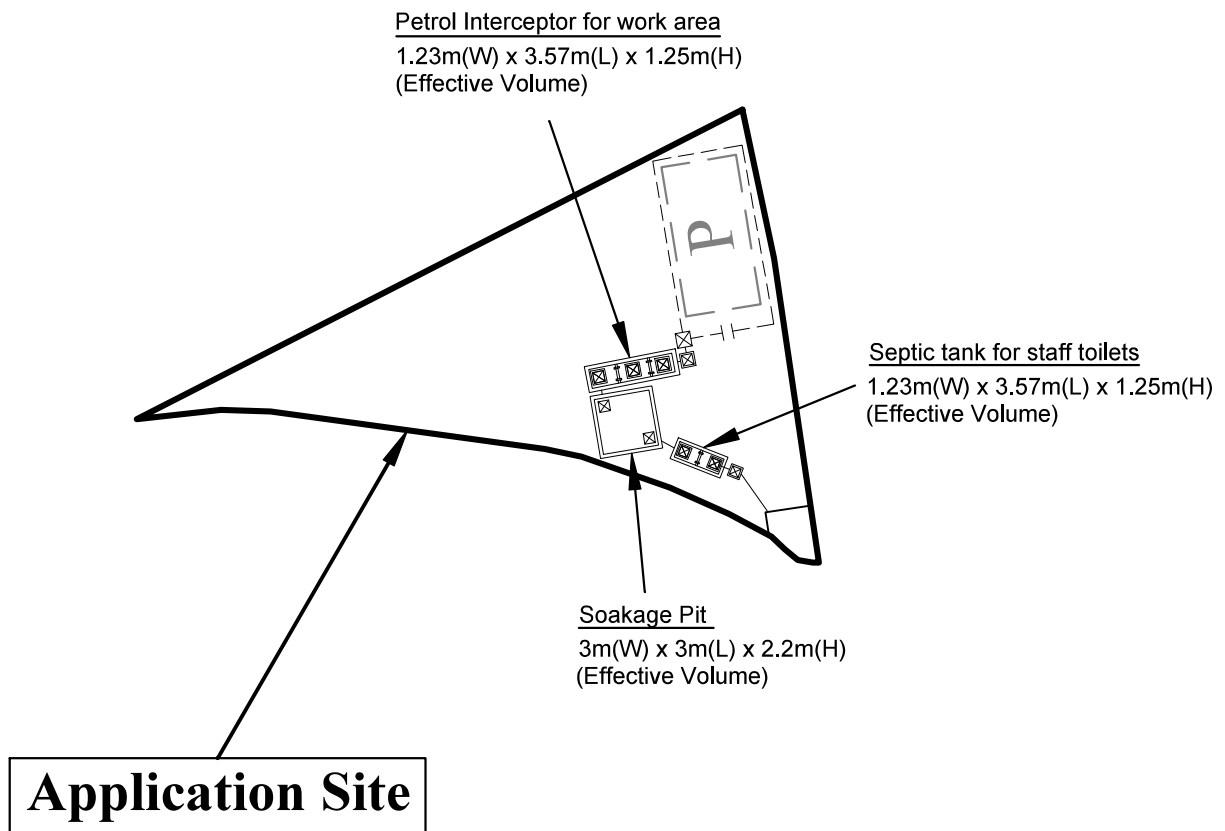 Petrol Interceptor for work area
1.23m(W) x 3.57m(L) x 1.25m(H)
(Effective Volume)
P
Septic tank for staff toilets
1.23m(W) x 3.57m(L) x 1.25m(H)
(Effective Volume)
Soakage Pit
3m(W) x 3m(L) x 2.2m(H)
(Effective Volume)
Application Site